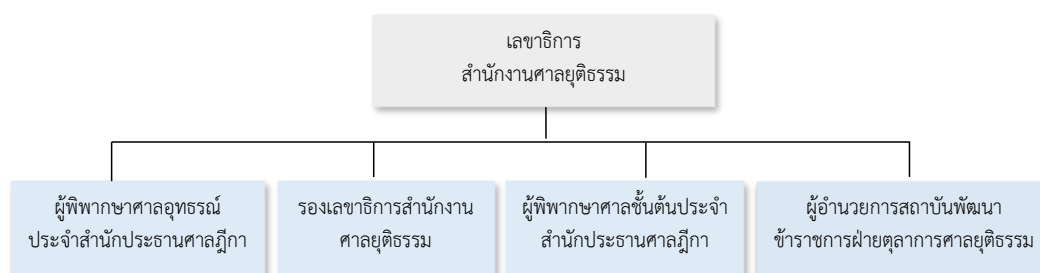 เลขาธิการ
สำนักงานศาลยุติธรรม
ผู้พิพากษาศาลอุทธรณ์
ประจำสำนักประธานศาลฎีกา
รองเลขาธิการสำนักงาน
ศาลยุติธรรม
ผู้พิพากษาศาลชั้นต้นประจำ
สำนักประธานศาลฎีกา
ผู้อำนวยการสถาบันพัฒนา
ข้าราชการฝ่ายตุลาการศาลยุติธรรม